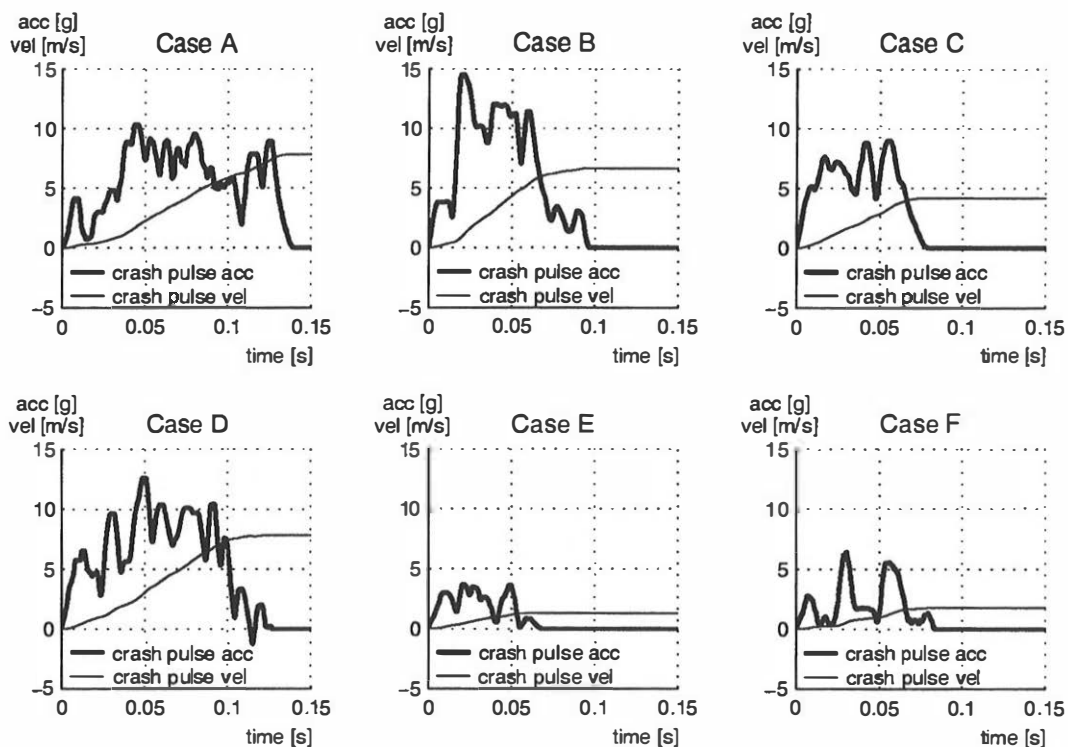 acc [g]
vel [m/s]
Case A
15
10
5
0
crash pulse acc
crash pulse vel
−5
0
0.05
0.1
0.15
time [s]
acc [g]
vel [m/s]
Case B
15
10
5
0
crash pulse acc
crash pulse vel
−5
0
0.05
0.1
0.15
time [s]
acc [g]
vel [m/s]
Case C
15
10
5
0
crash pulse acc
crash pulse vel
−5
0
0.05
0.1
0.15
time [s]
acc [g]
vel [m/s]
Case D
15
10
5
0
crash pulse acc
crash pulse vel
−5
0
0.05
0.1
0.15
time [s]
acc [g]
vel [m/s]
Case E
15
10
5
0
crash pulse acc
crash pulse vel
−5
0
0.05
0.1
0.15
time [s]
acc [g]
vel [m/s]
Case F
15
10
5
0
crash pulse acc
crash pulse vel
−5
0
0.05
0.1
0.15
time [s]